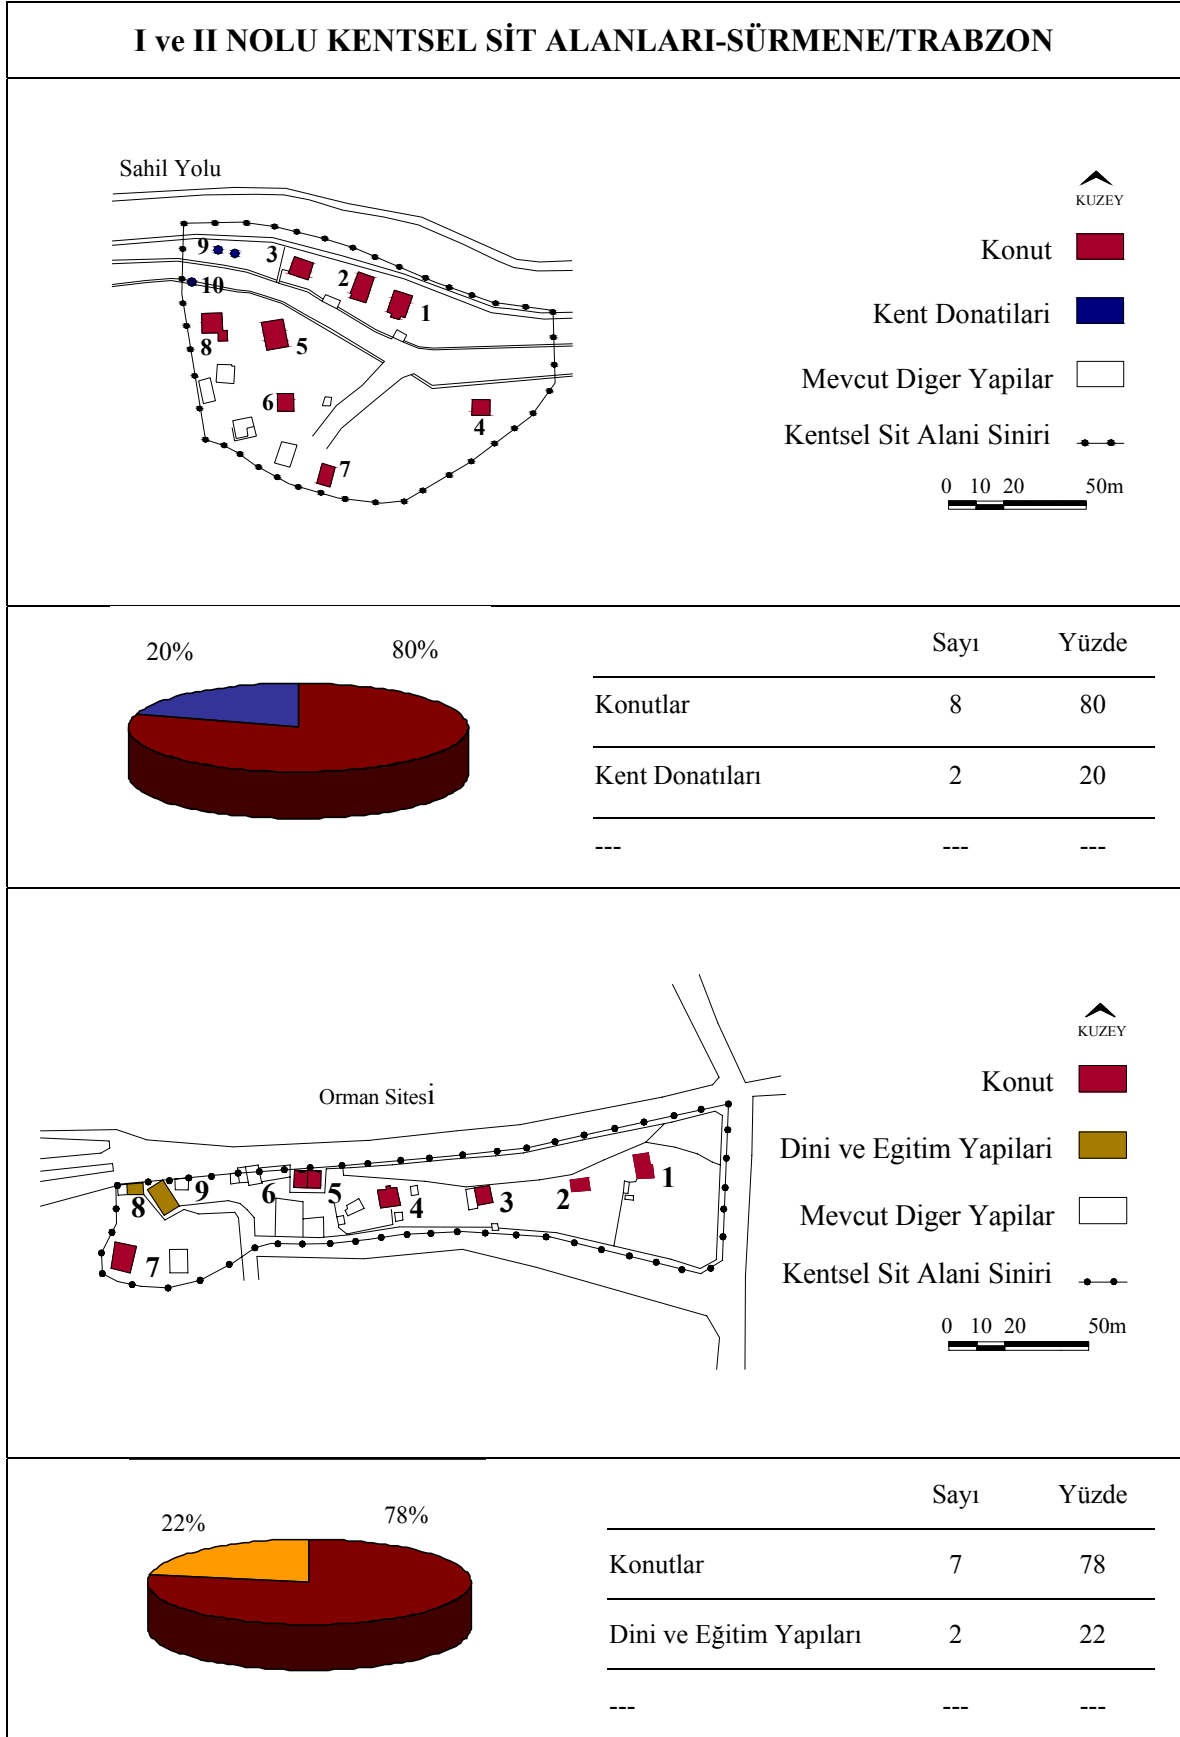 I ve II NOLU KENTSEL SİT ALANLARI-SÜRMENE/TRABZON
Sahil Yolu
KUZEY
Konut
Kent Donatilari
Mevcut Diger Yapilar
Kentsel Sit Alani Siniri
0 10 20 50m
9
3
2
1
10
8
5
6
4
7
20% 80%
Sayı Yüzde
Konutlar 8 80
Kent Donatıları 2 20
--- --- ---
Orman Sitesi
KUZEY
Konut
Dini ve Egitim Yapilari
Mevcut Diger Yapilar
Kentsel Sit Alani Siniri
0 10 20 50m
1
2
3
4
5
6
9
8
7
22% 78%
Sayı Yüzde
Konutlar 7 78
Dini ve Eğitim Yapıları 2 22
--- --- ---